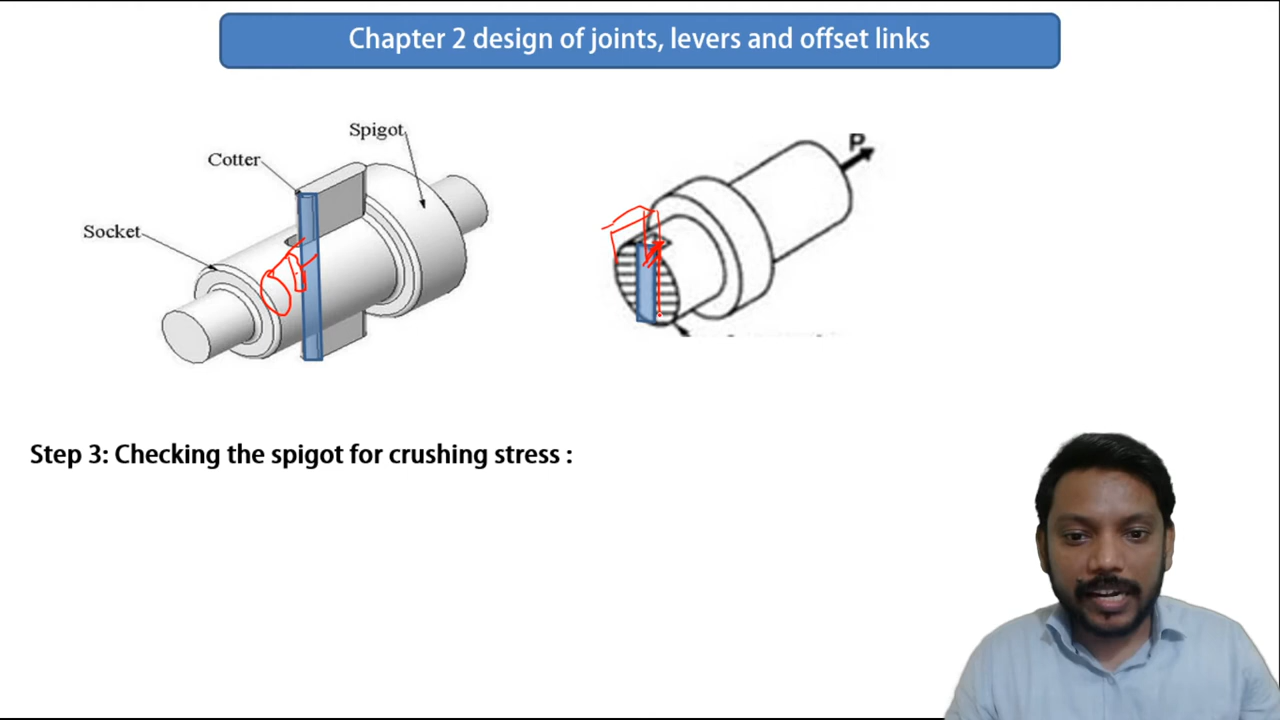 Chapter 2 design of joints, levers and offset links
Spigot
Cotter
Socket
P
Step 3: Checking the spigot for crushing stress :